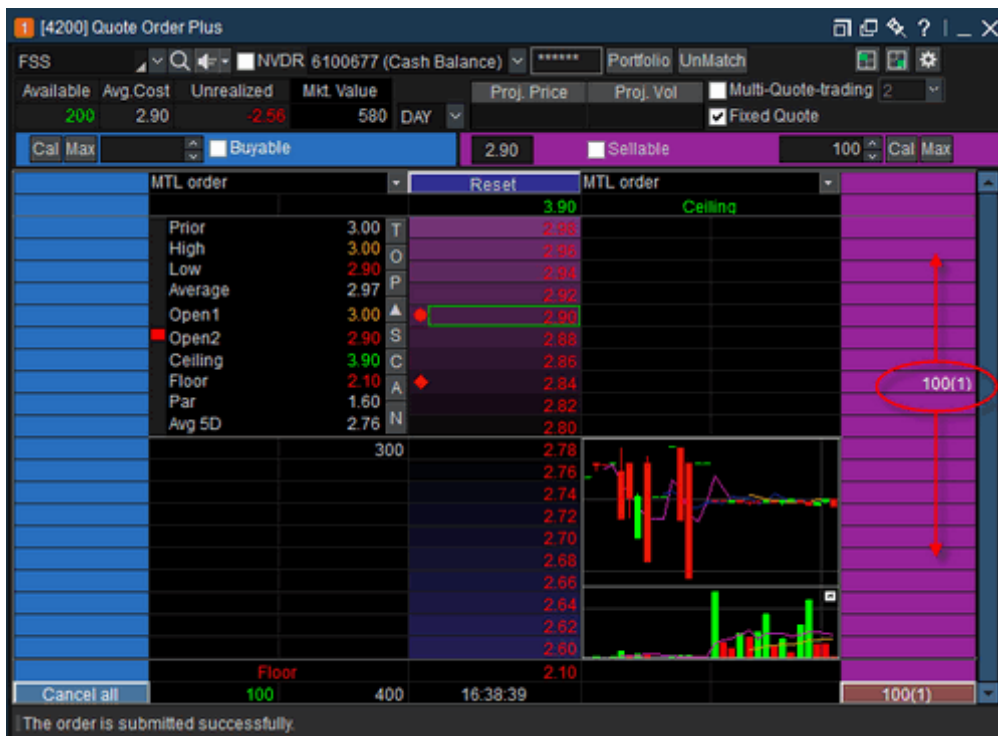 1 [4200] Quote Order Plus
FSS NVDR 6100677 (Cash Balance) ****** Portfolio UnMatch
Available Avg.Cost Unrealized Mkt. Value Proj. Price Proj. Vol Multi-Quote-trading 2
200 2.90 -2.56 580 DAY Fixed Quote
Cal Max Buyable 2.90 Sellable 100 Cal Max
MTL order Reset MTL order
3.90 Ceiling
Prior 3.00 T 2.98
High 3.00 O 2.96
Low 2.90 P 2.94
Average 2.97 2.92
Open1 3.00 ▲ 2.90
Open2 2.90 S 2.88
Ceiling 3.90 C 2.86
Floor 2.10 A 2.84 100(1)
Par 1.60 2.82
Avg 5D 2.76 N 2.80
300 2.78
2.76
2.74
2.72
2.70
2.68
2.66
2.64
2.62
2.60
Floor 2.10
Cancel all 100 400 16:38:39 100(1)
The order is submitted successfully.